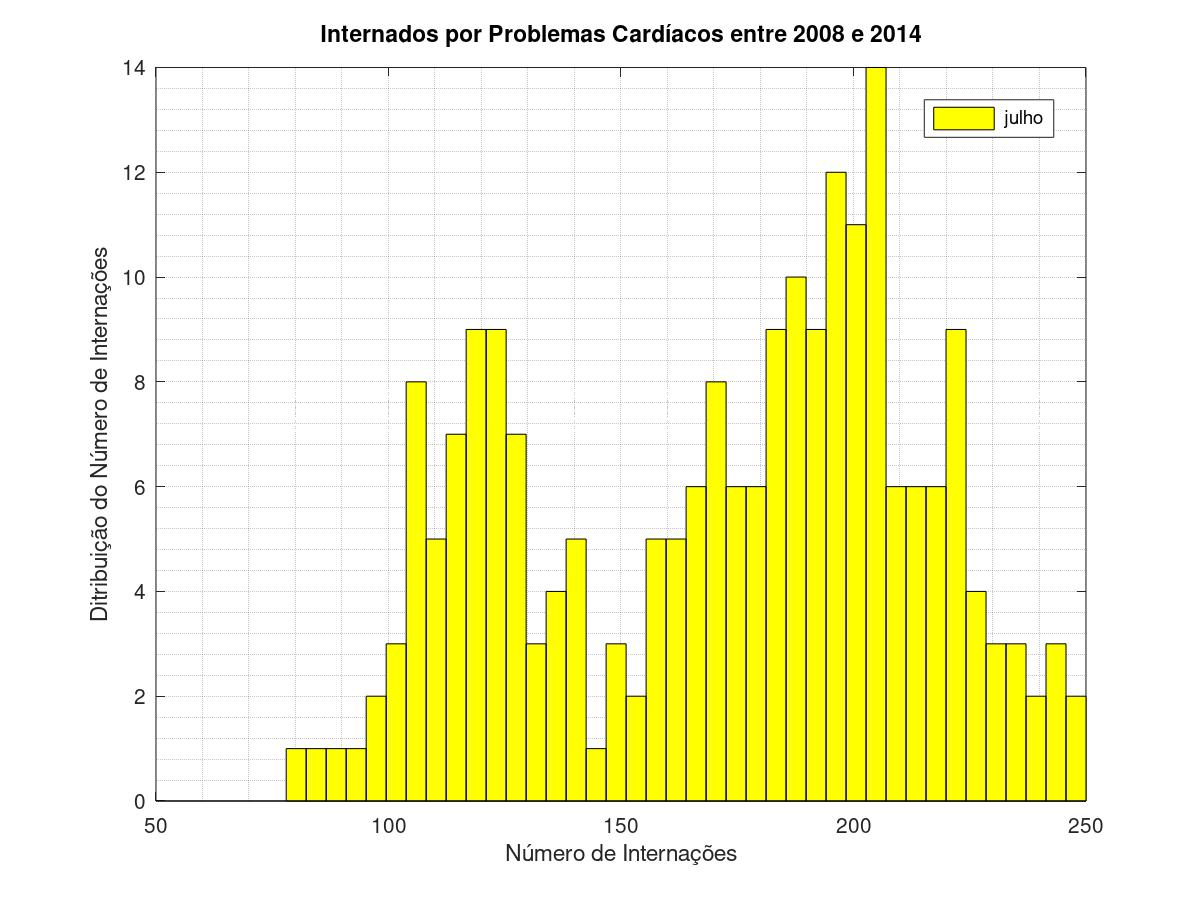 Internados por Problemas Cardíacos entre 2008 e 2014
14
12
10
8
6
4
2
0
julho
Ditribuição do Número de Internações
50 100 150 200 250
Número de Internações